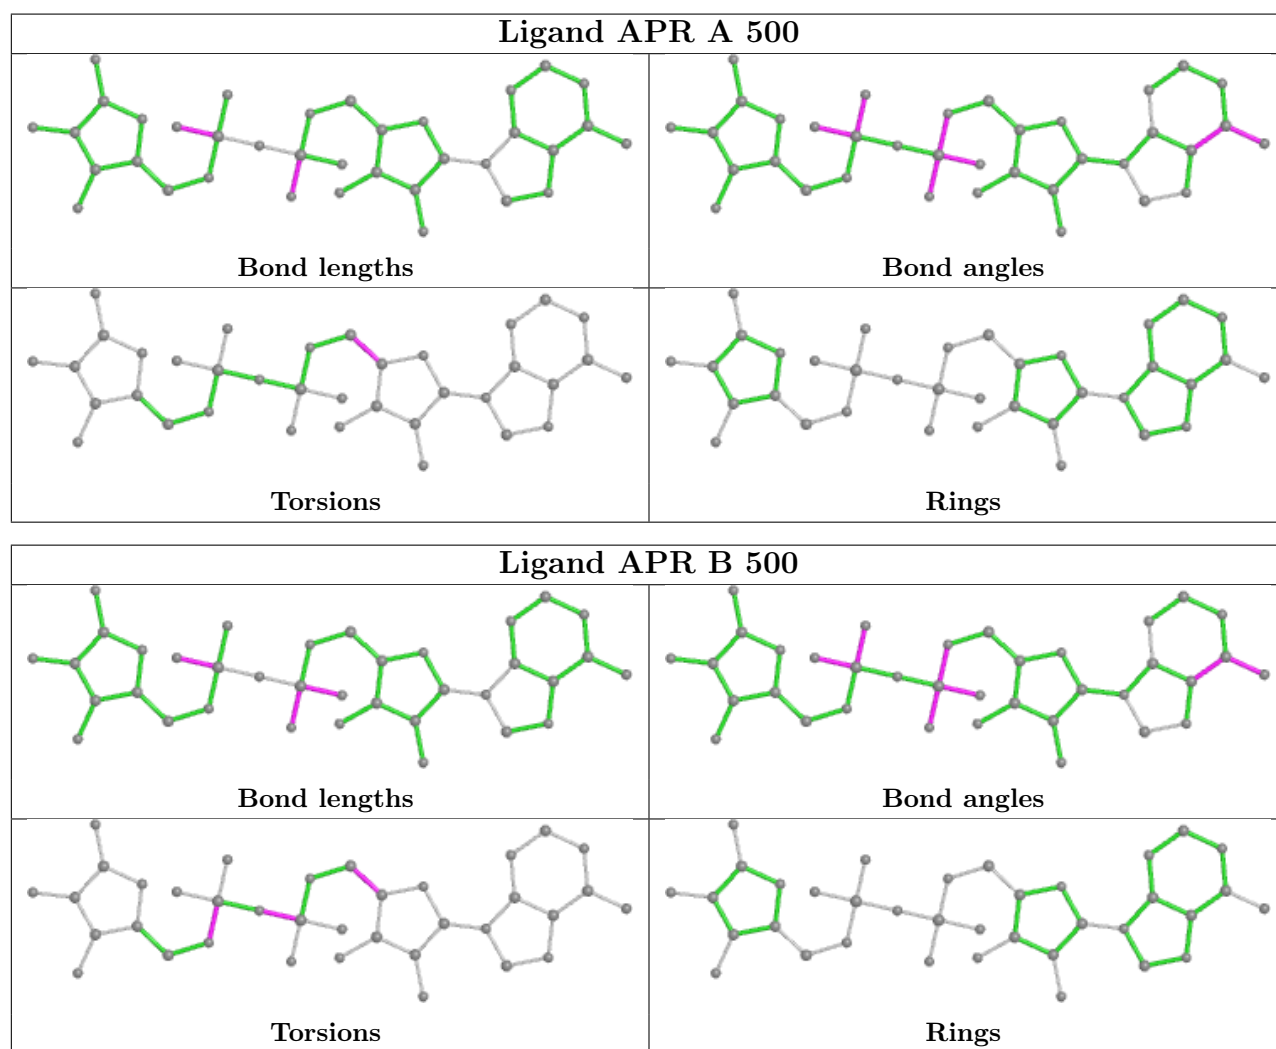 Ligand APR A 500
Bond lengths
Bond angles
Torsions
Rings
Ligand APR B 500
Bond lengths
Bond angles
Torsions
Rings